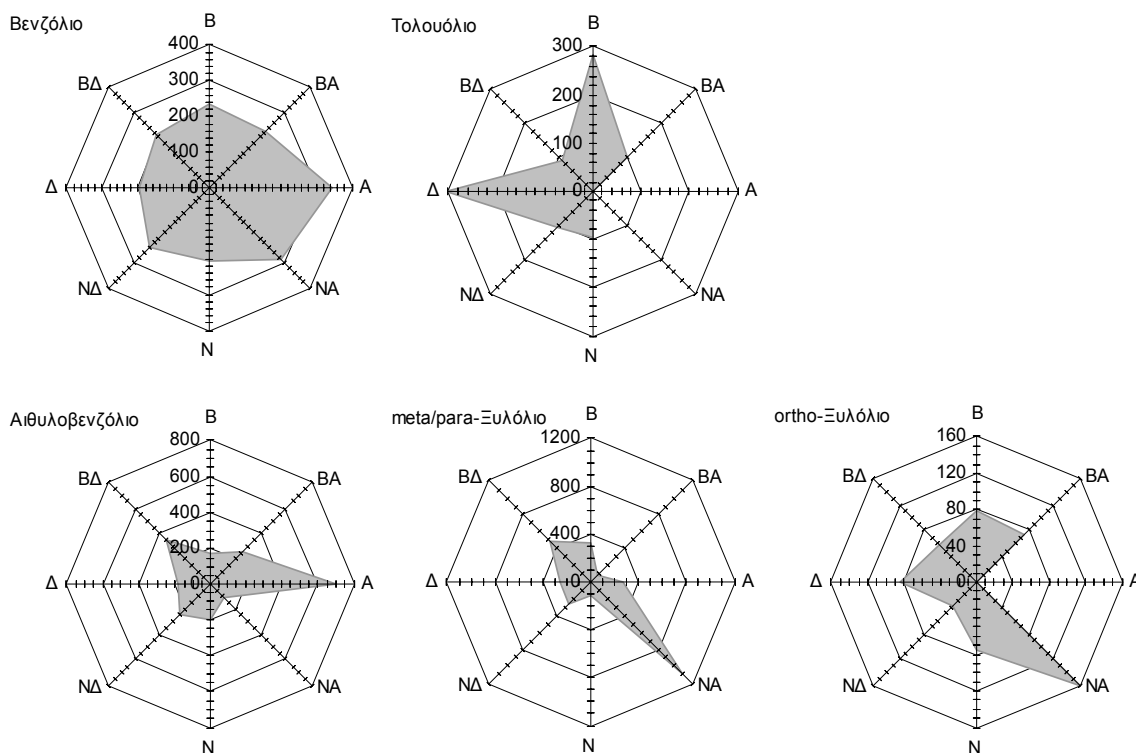 Βενζόλιο
Β
400
300
200
100
0
ΒΑ
Α
ΝΑ
Ν
ΝΔ
Δ
ΒΔ
Τολουόλιο
Β
300
200
100
0
ΒΑ
Α
ΝΑ
Ν
ΝΔ
Δ
ΒΔ
Αιθυλοβενζόλιο
Β
800
600
400
200
0
ΒΑ
Α
ΝΑ
Ν
ΝΔ
Δ
ΒΔ
meta/para-Ξυλόλιο
Β
1200
800
400
0
ΒΑ
Α
ΝΑ
Ν
ΝΔ
Δ
ΒΔ
ortho-Ξυλόλιο
Β
160
120
80
40
0
ΒΑ
Α
ΝΑ
Ν
ΝΔ
Δ
ΒΔ